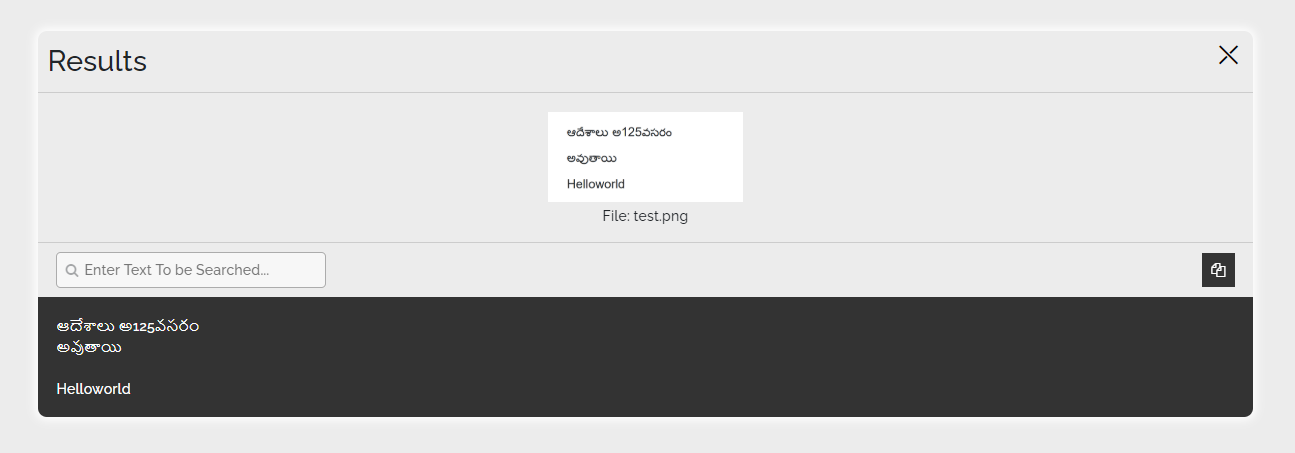 Results
ఆదేశాలు అ125వసరం
అవుతాయి
Helloworld
File: test.png
Enter Text To be Searched...
ఆదేశాలు అ125వసరం
అవుతాయి
Helloworld